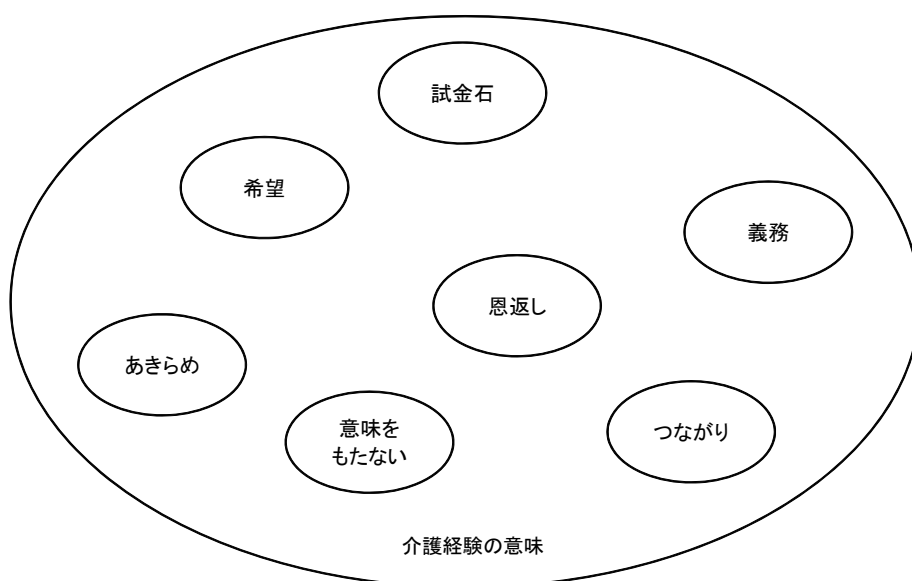 試金石
希望
義務
恩返し
あきらめ
意味を
もたない
つながり
介護経験の意味